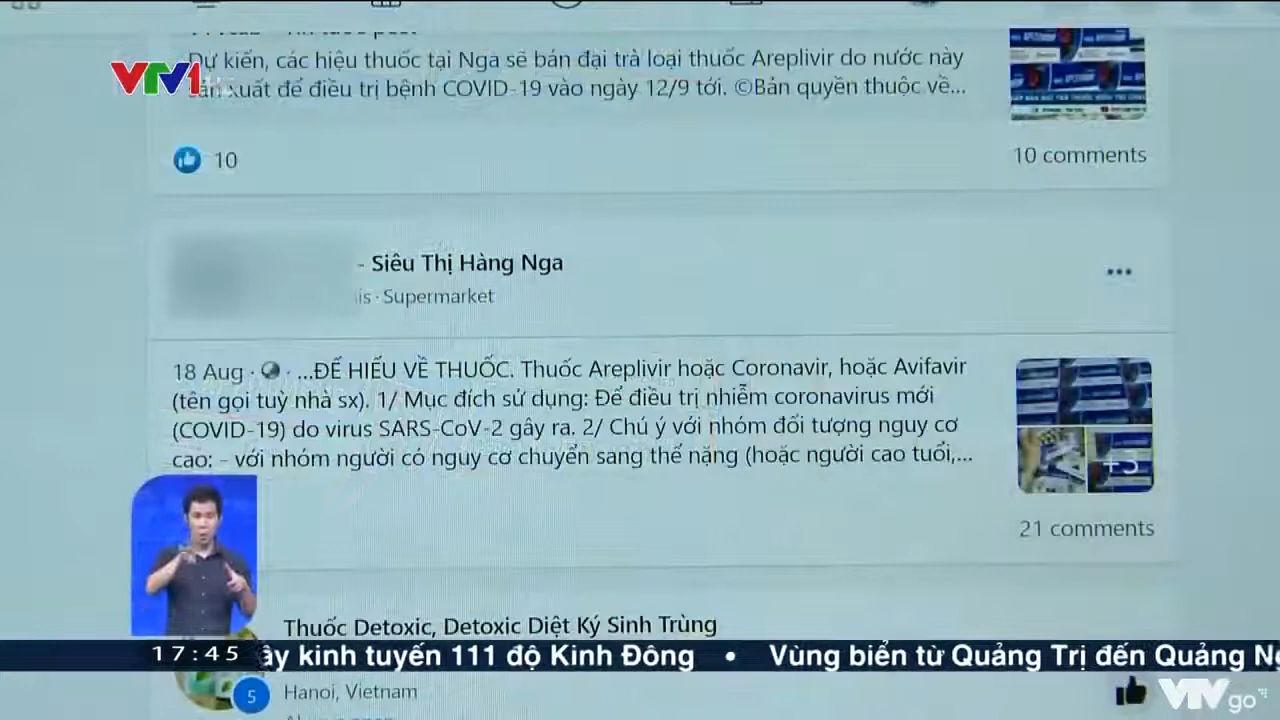 Dự kiến, các hiệu thuốc tại Nga sẽ bán đại trà loại thuốc Areplivir do nước này
VTV1
xuất để điều trị bệnh COVID-19 vào ngày 12/9 tới. ©Bản quyền thuộc về...
10
10 comments
- Siêu Thị Hàng Nga
· Supermarket
18 Aug · ...ĐỂ HIỂU VỀ THUỐC. Thuốc Areplivir hoặc Coronavir, hoặc Avifavir
(tên gọi tuỳ nhà sx). 1/ Mục đích sử dụng: Để điều trị nhiễm coronavirus mới
(COVID-19) do virus SARS-CoV-2 gây ra. 2/ Chú ý với nhóm đối tượng nguy cơ
cao: - với nhóm người có nguy cơ chuyển sang thể nặng (hoặc người cao tuổi,...
+5
21 comments
Thuốc Detoxic, Detoxic Diệt Ký Sinh Trùng
17:45
kinh tuyến 111 độ Kinh Đông • Vùng biển từ Quảng Trị đến Quảng
5
Hanoi, Vietnam
VTV go